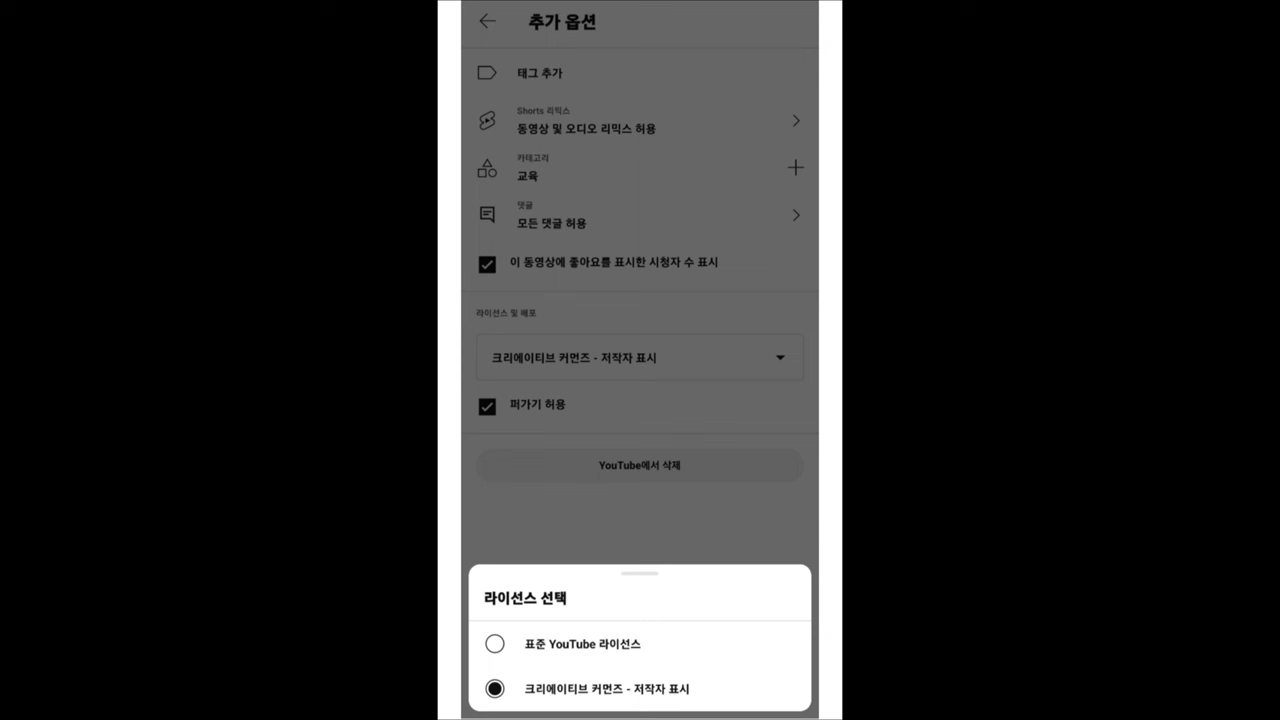 추가 옵션
태그 추가
Shorts 리믹스
동영상 및 오디오 리믹스 허용
카테고리
교육
댓글
모든 댓글 허용
이 동영상에 좋아요를 표시한 시청자 수 표시
라이선스 및 배포
크리에이티브 커먼즈 - 저작자 표시
퍼가기 허용
YouTube에서 삭제
라이선스 선택
표준 YouTube 라이선스
크리에이티브 커먼즈 - 저작자 표시